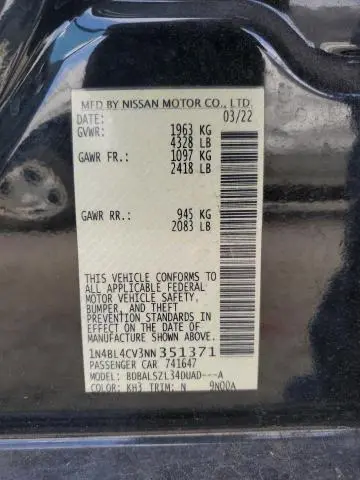 MFD BY NISSAN MOTOR CO., LTD.
DATE: 03/22
GVWR: 1963 KG
4328 LB
GAWR FR.: 1097 KG
2418 LB
GAWR RR.: 945 KG
2083 LB
THIS VEHICLE CONFORMS TO
ALL APPLICABLE FEDERAL
MOTOR VEHICLE SAFETY,
BUMPER, AND THEFT
PREVENTION STANDARDS IN
EFFECT ON THE DATE OF
MANUFACTURE SHOWN ABOVE.
1N4BL4CV3NN351371
PASSENGER CAR 741647
MODEL: BDBALSZL34DUAD---A
COLOR: KH3 TRIM: N 9N00A